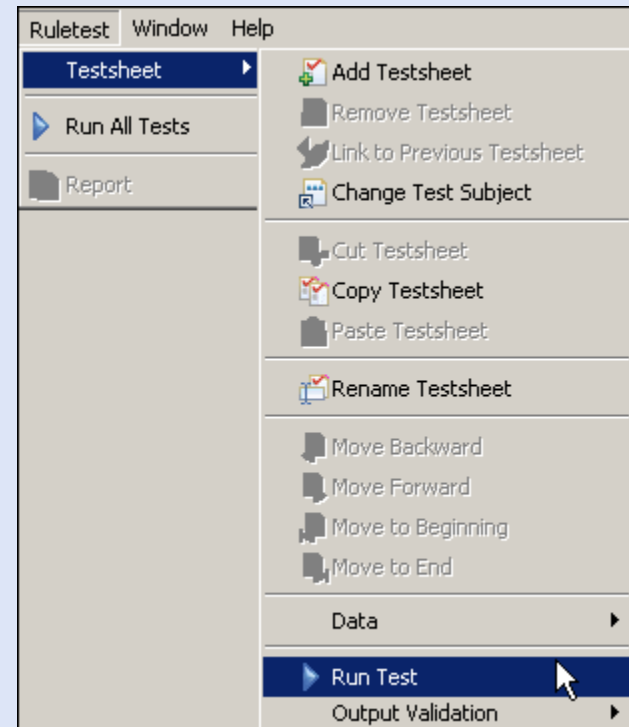 Ruletest Window Help
Testsheet
Run All Tests
Report
Add Testsheet
Remove Testsheet
Link to Previous Testsheet
Change Test Subject
Cut Testsheet
Copy Testsheet
Paste Testsheet
Rename Testsheet
Move Backward
Move Forward
Move to Beginning
Move to End
Data
Run Test
Output Validation